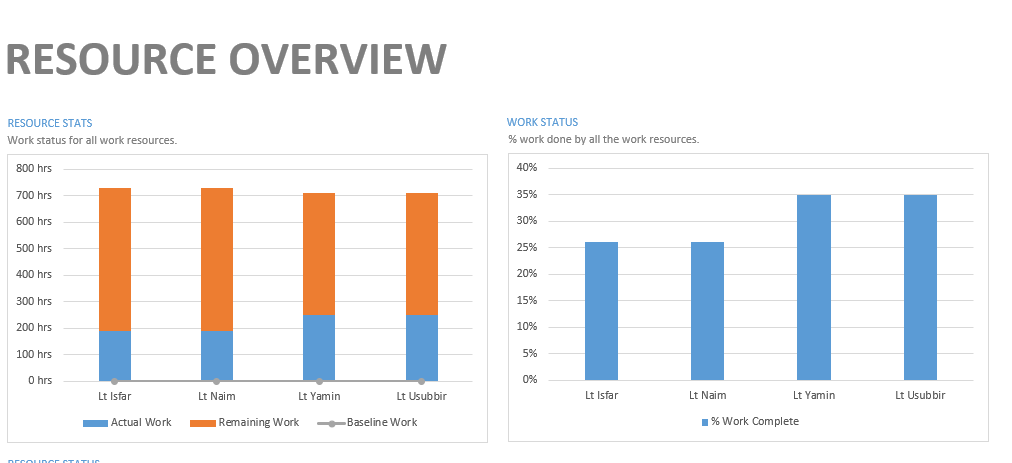 RESOURCE OVERVIEW
RESOURCE STATS
Work status for all work resources.
800 hrs
700 hrs
600 hrs
500 hrs
400 hrs
300 hrs
200 hrs
100 hrs
0 hrs
Lt Isfar Lt Naim Lt Yamin Lt Usubbir
Actual Work Remaining Work Baseline Work
WORK STATUS
% work done by all the work resources.
40%
35%
30%
25%
20%
15%
10%
5%
0%
Lt Isfar Lt Naim Lt Yamin Lt Usubbir
% Work Complete
RESOURCE STATUS